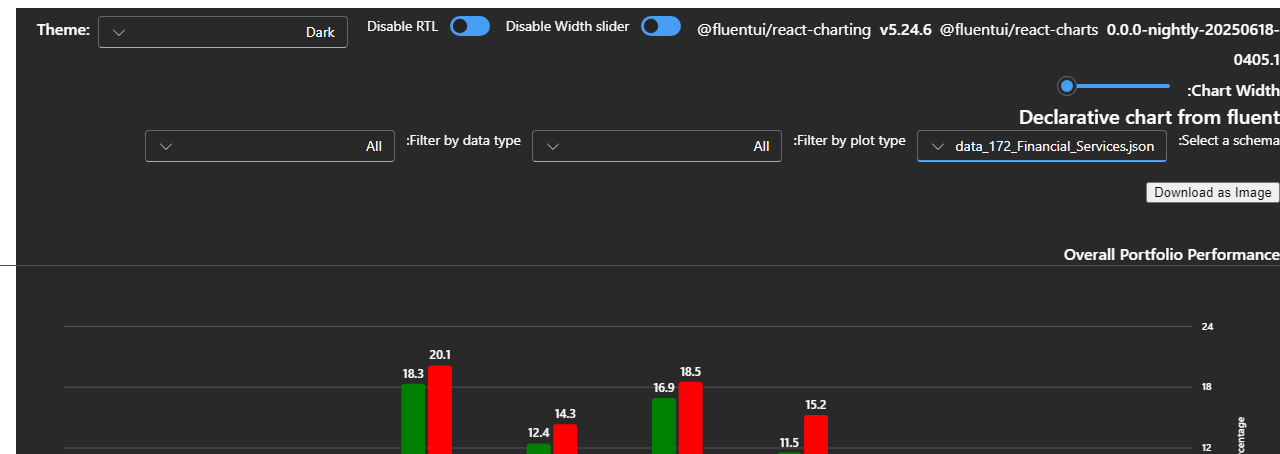 Theme: Dark Disable RTL Disable Width slider @fluentui/react-charting v5.24.6 @fluentui/react-charts 0.0.0-nightly-20250618-
0405.1
:Chart Width
Declarative chart from fluent
:Select a schema data_172_Financial_Services.json :Filter by plot type All :Filter by data type All
Download as Image
Overall Portfolio Performance
24
20.1
18.3
18
18.5
16.9
15.2
14.3
12.4
11.5
12